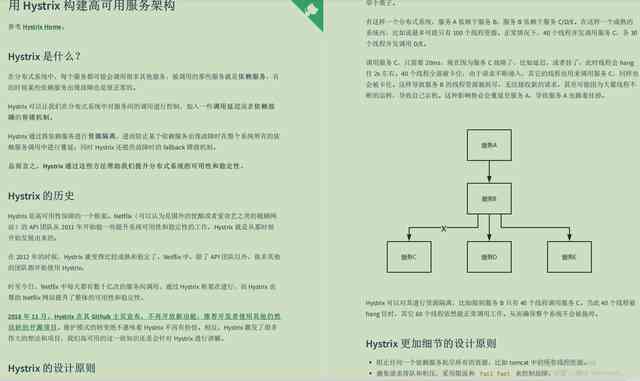 用 Hystrix 构建高可用服务架构
参考 Hystrix Home。
Hystrix 是什么?
在分布式系统中，每个服务都可能会调用很多其他服务，被调用的那些服务就是依赖服务，有
的时候某些依赖服务出现故障也是很正常的。
Hystrix 可以让我们在分布式系统中对服务间的调用进行控制，加入一些调用延迟或者依赖故
障的容错机制。
Hystrix 通过将依赖服务进行资源隔离，进而防止某个依赖服务出现故障时在整个系统所有的依
赖服务调用中进行蔓延；同时 Hystrix 还提供故障时的 fallback 降级机制。
总而言之，Hystrix 通过这些方法帮助我们提升分布式系统的可用性和稳定性。
Hystrix 的历史
Hystrix 是高可用性保障的一个框架。Netflix（可以认为是国外的优酷或者爱奇艺之类的视频网
站）的 API 团队从 2011 年开始做一些提升系统可用性和稳定性的工作，Hystrix 就是从那时候
开始发展出来的。
在 2012 年的时候，Hystrix 就变得比较成熟和稳定了，Netflix 中，除了 API 团队以外，很多其他
的团队都开始使用 Hystrix。
时至今日，Netflix 中每天都有数十亿次的服务间调用，通过 Hystrix 框架在进行，而 Hystrix 也
帮助 Netflix 网站提升了整体的可用性和稳定性。
2018 年 11 月，Hystrix 在其 Github 主页宣布，不再开放新功能，推荐开发者使用其他仍然
活跃的开源项目。维护模式的转变绝不意味着 Hystrix 不再有价值。相反，Hystrix 激发了很多
伟大的想法和项目，我们高可用的这一块知识还是会针对 Hystrix 进行讲解。
Hystrix 的设计原则
有这样一个分布式系统，服务 A 依赖于服务 B，服务 B 依赖于服务 C/D/E。在这样一个成熟的
系统内，比如说最多可能只有 100 个线程资源。正常情况下，40 个线程并发调用服务 C，各 30
个线程并发调用 D/E。
调用服务 C，只需要 20ms，现在因为服务 C 故障了，比如延迟，或者挂了，此时线程会 hang
住 2s 左右。40 个线程全部被卡住，由于请求不断涌入，其它的线程也用来调用服务 C，同样也
会被卡住。这样导致服务 B 的线程资源被耗尽，无法接收新的请求，甚至可能因为大量线程不
断的运转，导致自己宕机。这种影响势必会蔓延至服务 A，导致服务 A 也跟着挂掉。
服务A
服务B
X
服务C
服务D
服务E
Hystrix 可以对其进行资源隔离，比如限制服务 B 只有 40 个线程调用服务 C。当此 40 个线程被
hang 住时，其它 60 个线程依然能正常调用工作。从而确保整个系统不会被拖垮。
Hystrix 更加细节的设计原则
阻止任何一个依赖服务耗尽所有的资源，比如 tomcat 中的所有线程资源。
避免请求排队和积压，采用限流和 fail fast 来控制故障。